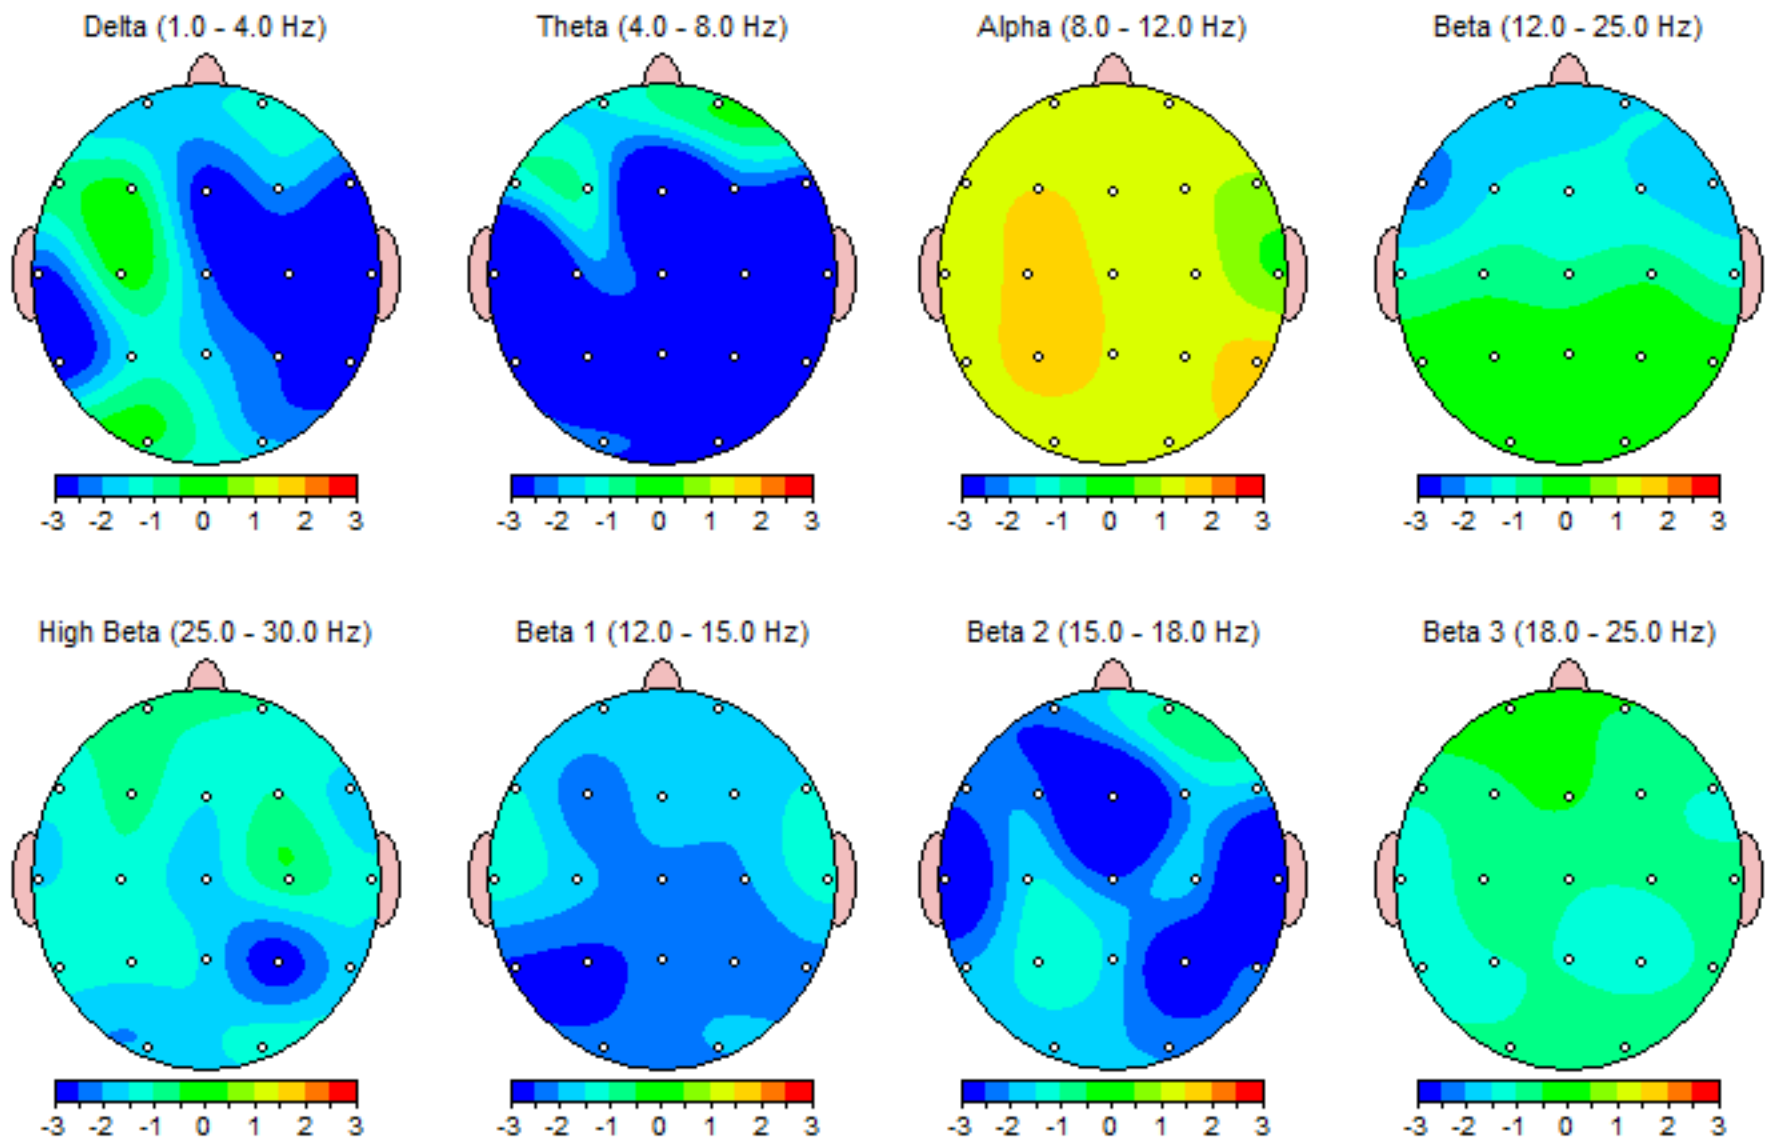 Delta (1.0 - 4.0 Hz)
Theta (4.0 - 8.0 Hz)
Alpha (8.0 - 12.0 Hz)
Beta (12.0 - 25.0 Hz)
-3 -2 -1 0 1 2 3
-3 -2 -1 0 1 2 3
-3 -2 -1 0 1 2 3
-3 -2 -1 0 1 2 3
High Beta (25.0 - 30.0 Hz)
Beta 1 (12.0 - 15.0 Hz)
Beta 2 (15.0 - 18.0 Hz)
Beta 3 (18.0 - 25.0 Hz)
-3 -2 -1 0 1 2 3
-3 -2 -1 0 1 2 3
-3 -2 -1 0 1 2 3
-3 -2 -1 0 1 2 3